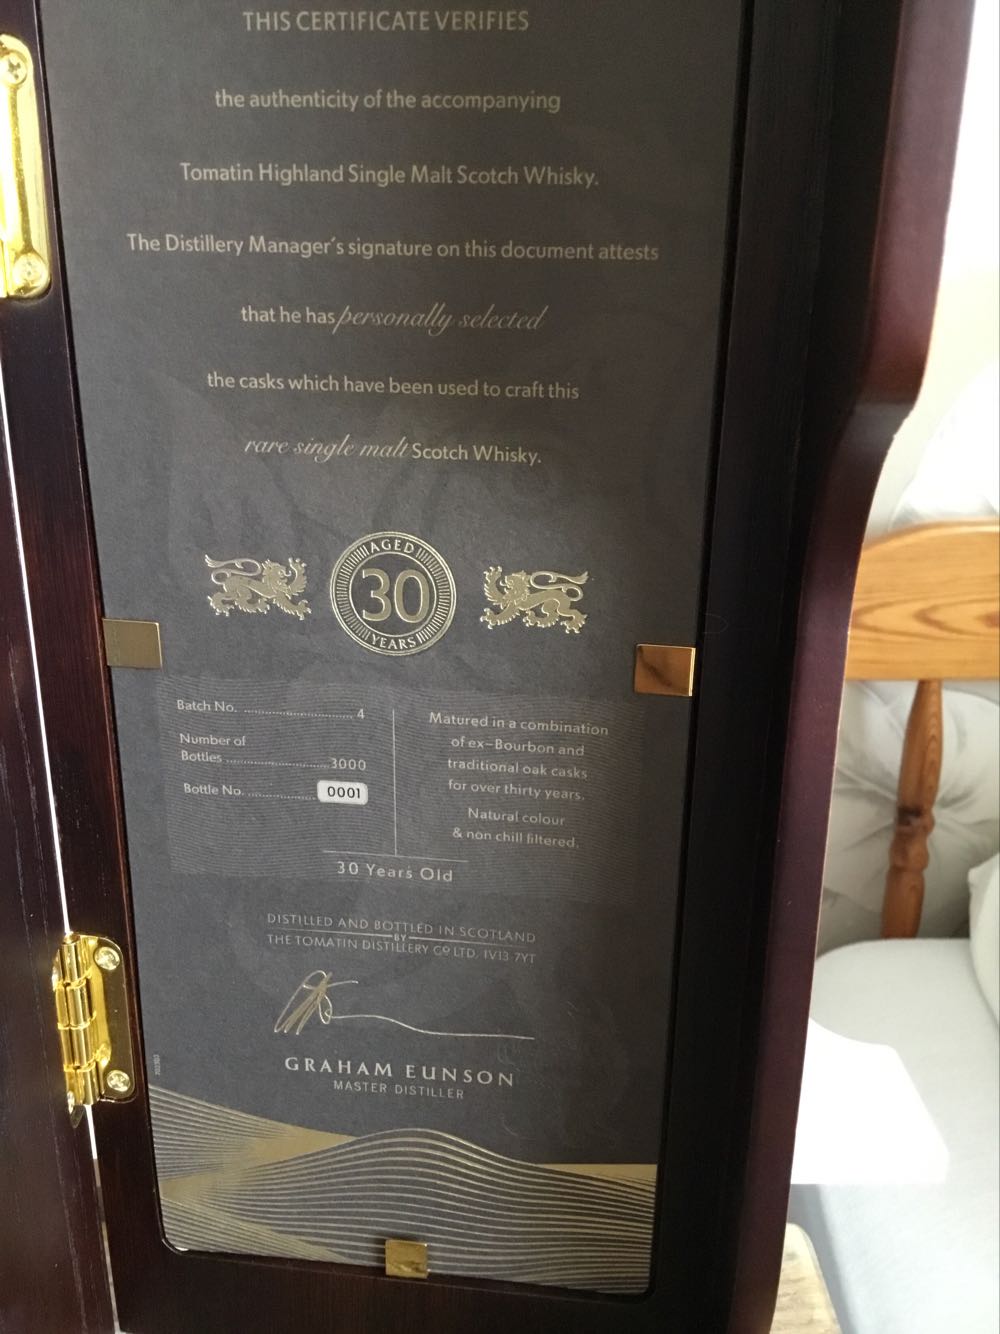 THIS CERTIFICATE VERIFIES
the authenticity of the accompanying
Tomatin Highland Single Malt Scotch Whisky.
The Distillery Manager's signature on this document attests
that he has personally selected
the casks which have been used to craft this
rare single malt Scotch Whisky.
AGED
30
YEARS
Batch No. .......................... 4
Number of
Bottles ........................3000
Bottle No. .................. 0001
Matured in a combination
of ex-Bourbon and
traditional oak casks
for over thirty years.
Natural colour
& non chill filtered.
30 Years Old
DISTILLED AND BOTTLED IN SCOTLAND
BY
THE TOMATIN DISTILLERY CO LTD. IV13 7YT
GRAHAM EUNSON
MASTER DISTILLER